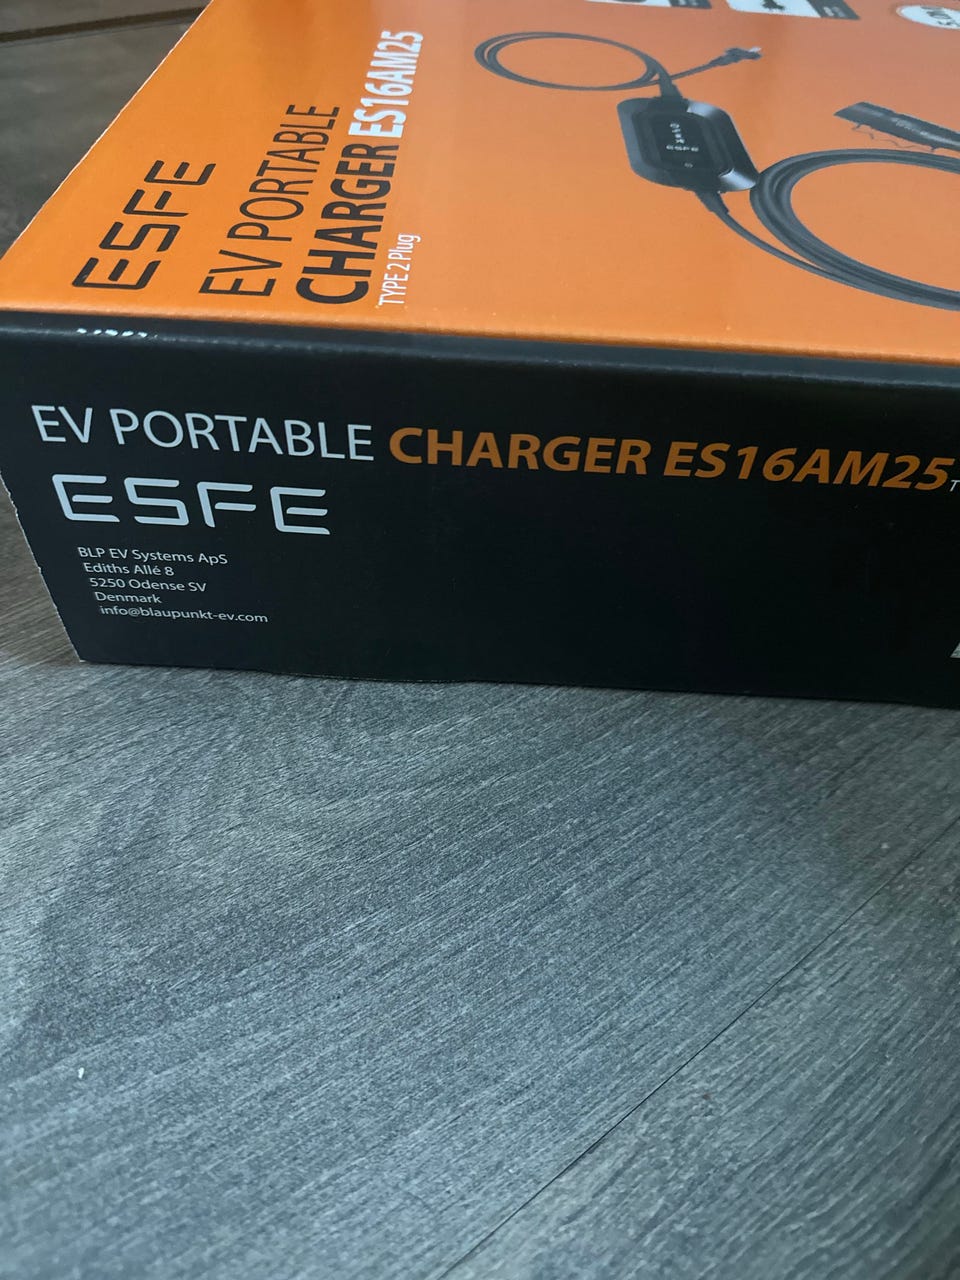 ESFE
EV PORTABLE
CHARGER ES16AM25
TYPE 2 Plug
ESFE
EV PORTABLE CHARGER ES16AM25
ESFE
BLP EV Systems ApS
Ediths Allé 8
5250 Odense SV
Denmark
info@blaupunkt-ev.com